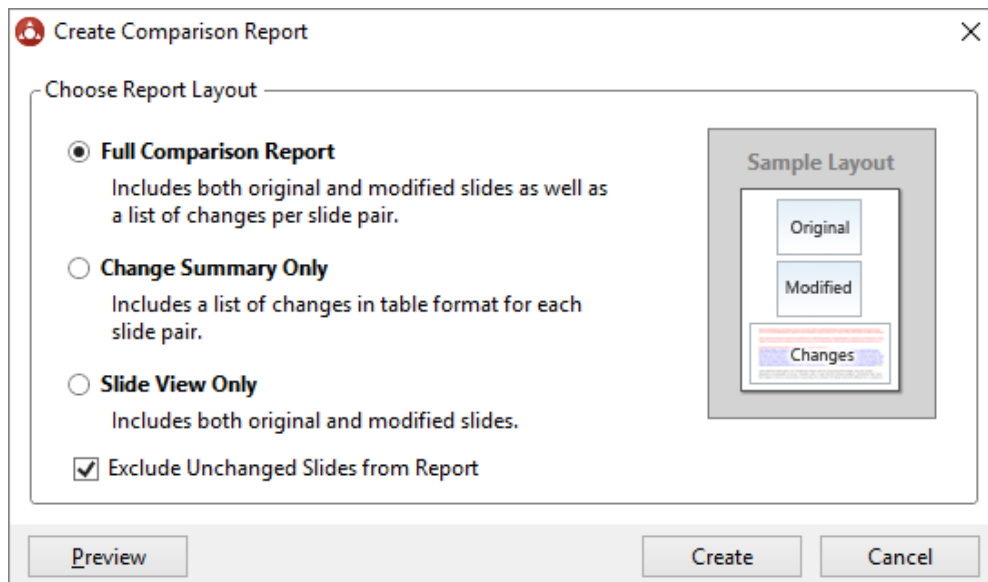 Create Comparison Report
Choose Report Layout
Full Comparison Report
Includes both original and modified slides as well as
a list of changes per slide pair.
Change Summary Only
Includes a list of changes in table format for each
slide pair.
Slide View Only
Includes both original and modified slides.
Exclude Unchanged Slides from Report
Sample Layout
Original
Modified
Changes
Preview
Create
Cancel